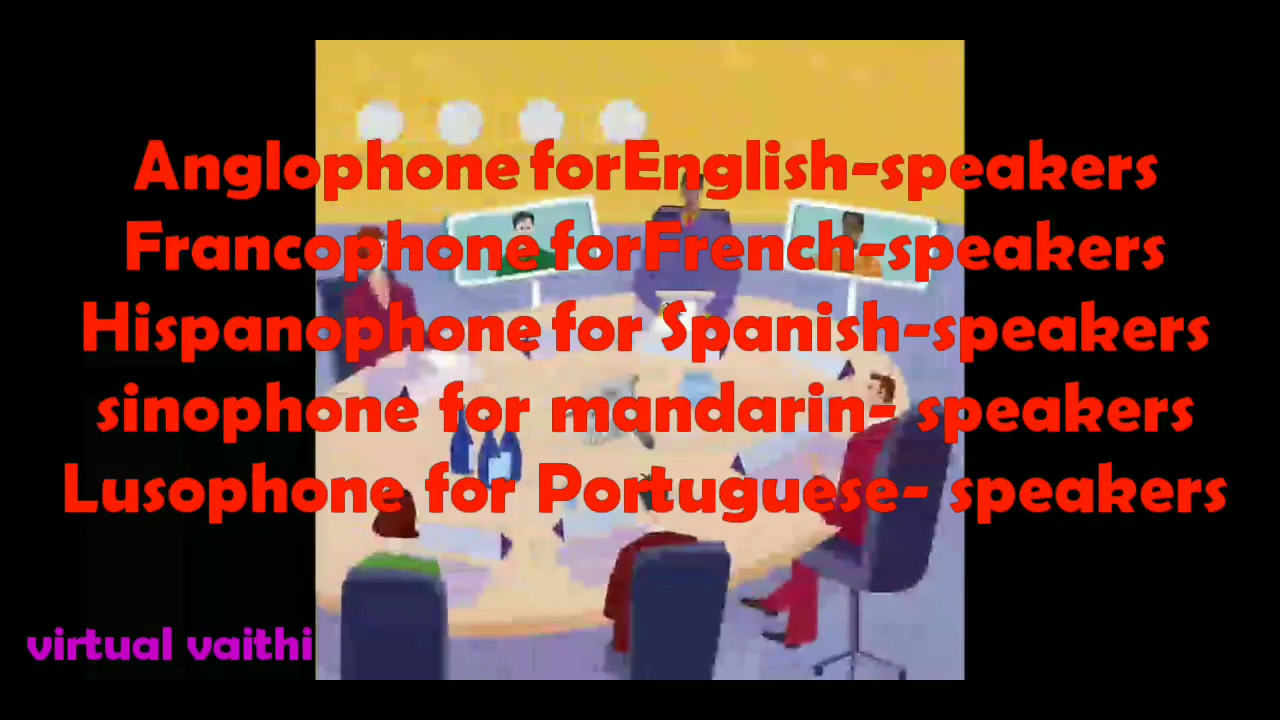 Anglophone forEnglish-speakers
Francophone forFrench-speakers
Hispanophone for Spanish-speakers
sinophone for mandarin- speakers
Lusophone for Portuguese- speakers
virtual vaithi